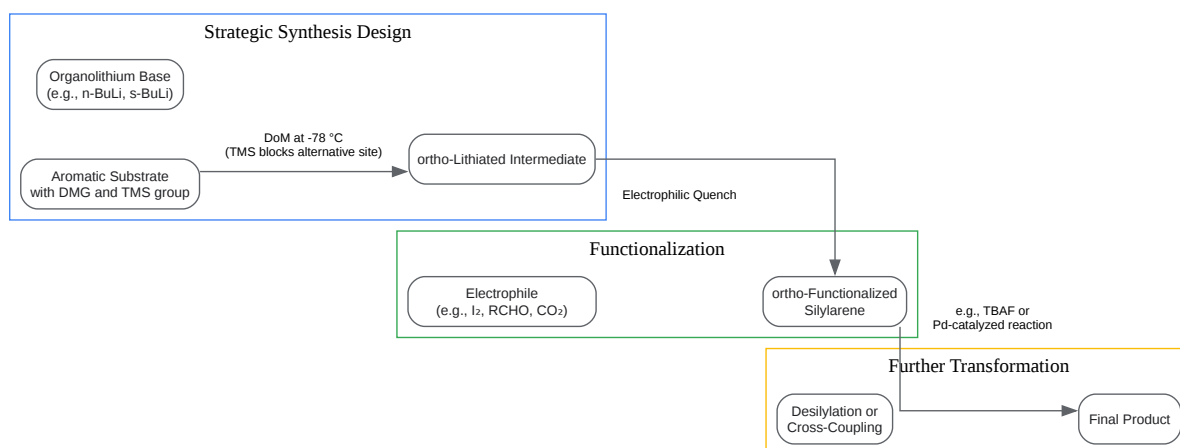 Strategic Synthesis Design
Organolithium Base
(e.g., n-BuLi, s-BuLi)
DoM at -78 °C
(TMS blocks alternative site)
ortho-Lithiated Intermediate
Aromatic Substrate
with DMG and TMS group
Electrophilic Quench
Functionalization
Electrophile
(e.g., I₂, RCHO, CO₂)
ortho-Functionalized
Silylarene
e.g., TBAF or
Pd-catalyzed reaction
Further Transformation
Desilylation or
Cross-Coupling
Final Product